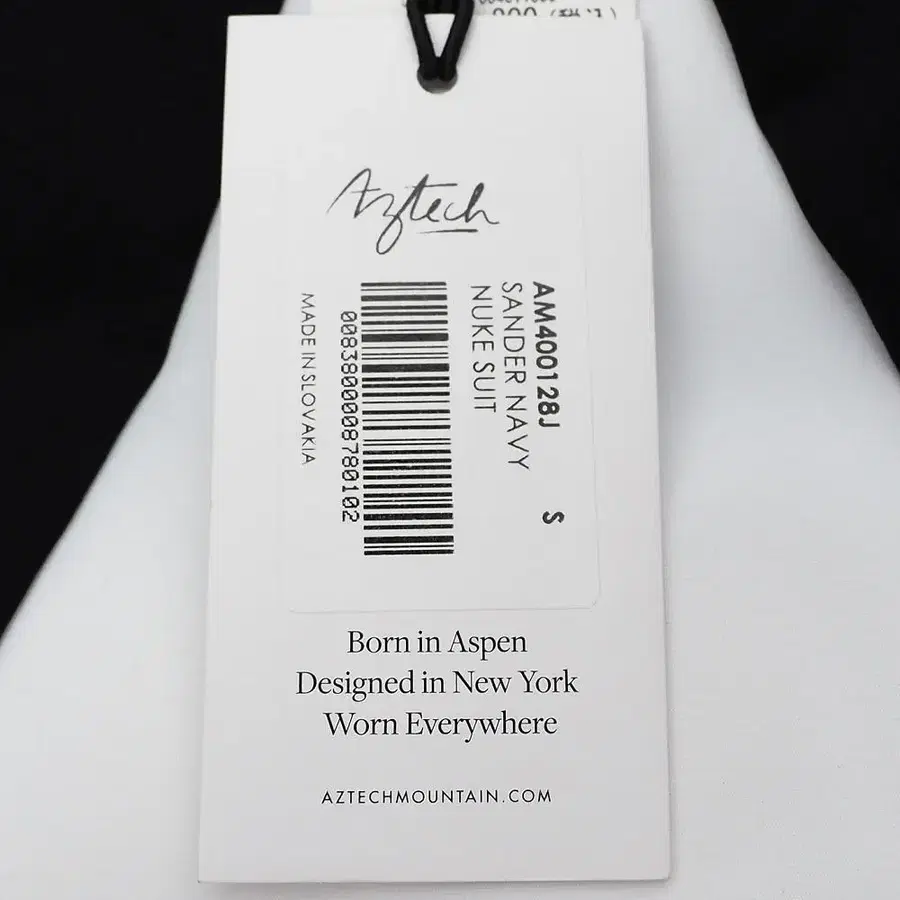 Aztech
AM400128J
S
SANDER NAVY
NUKE SUIT
0083800008780102
MADE IN SLOVAKIA
Born in Aspen
Designed in New York
Worn Everywhere
AZTECHMOUNTAIN.COM